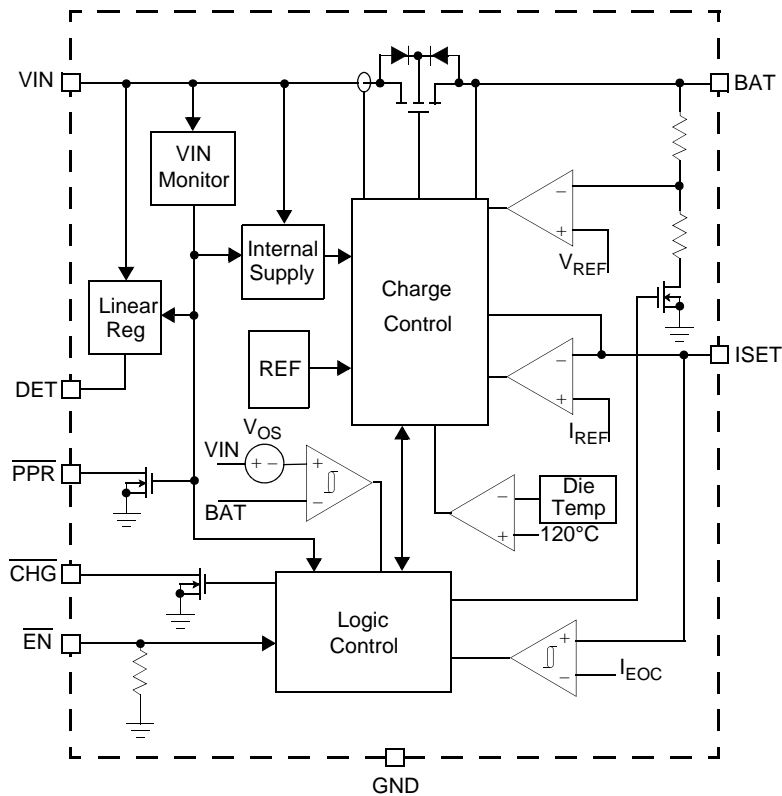 VIN
BAT
VIN
Monitor
Internal
Supply
Charge
Control
−
+
VREF
Linear
Reg
DET
REF
ISET
−
+
IREF
VOS
VIN
+ −
+
−
BAT
PPR
Die
Temp
−
+
120°C
CHG
EN
Logic
Control
+
−
IEOC
GND